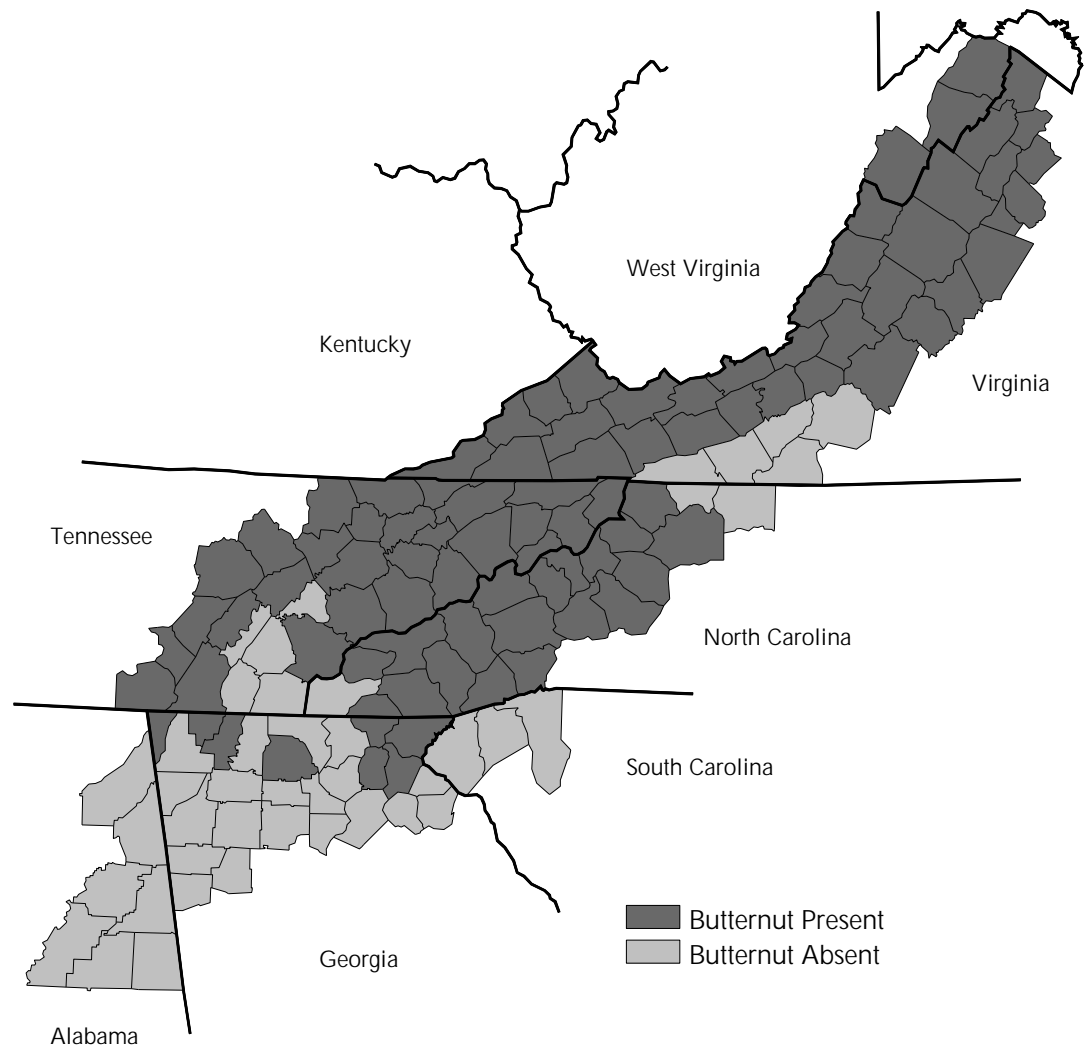 West Virginia
Kentucky
Virginia
Tennessee
North Carolina
South Carolina
Butternut Present
Butternut Absent
Georgia
Alabama